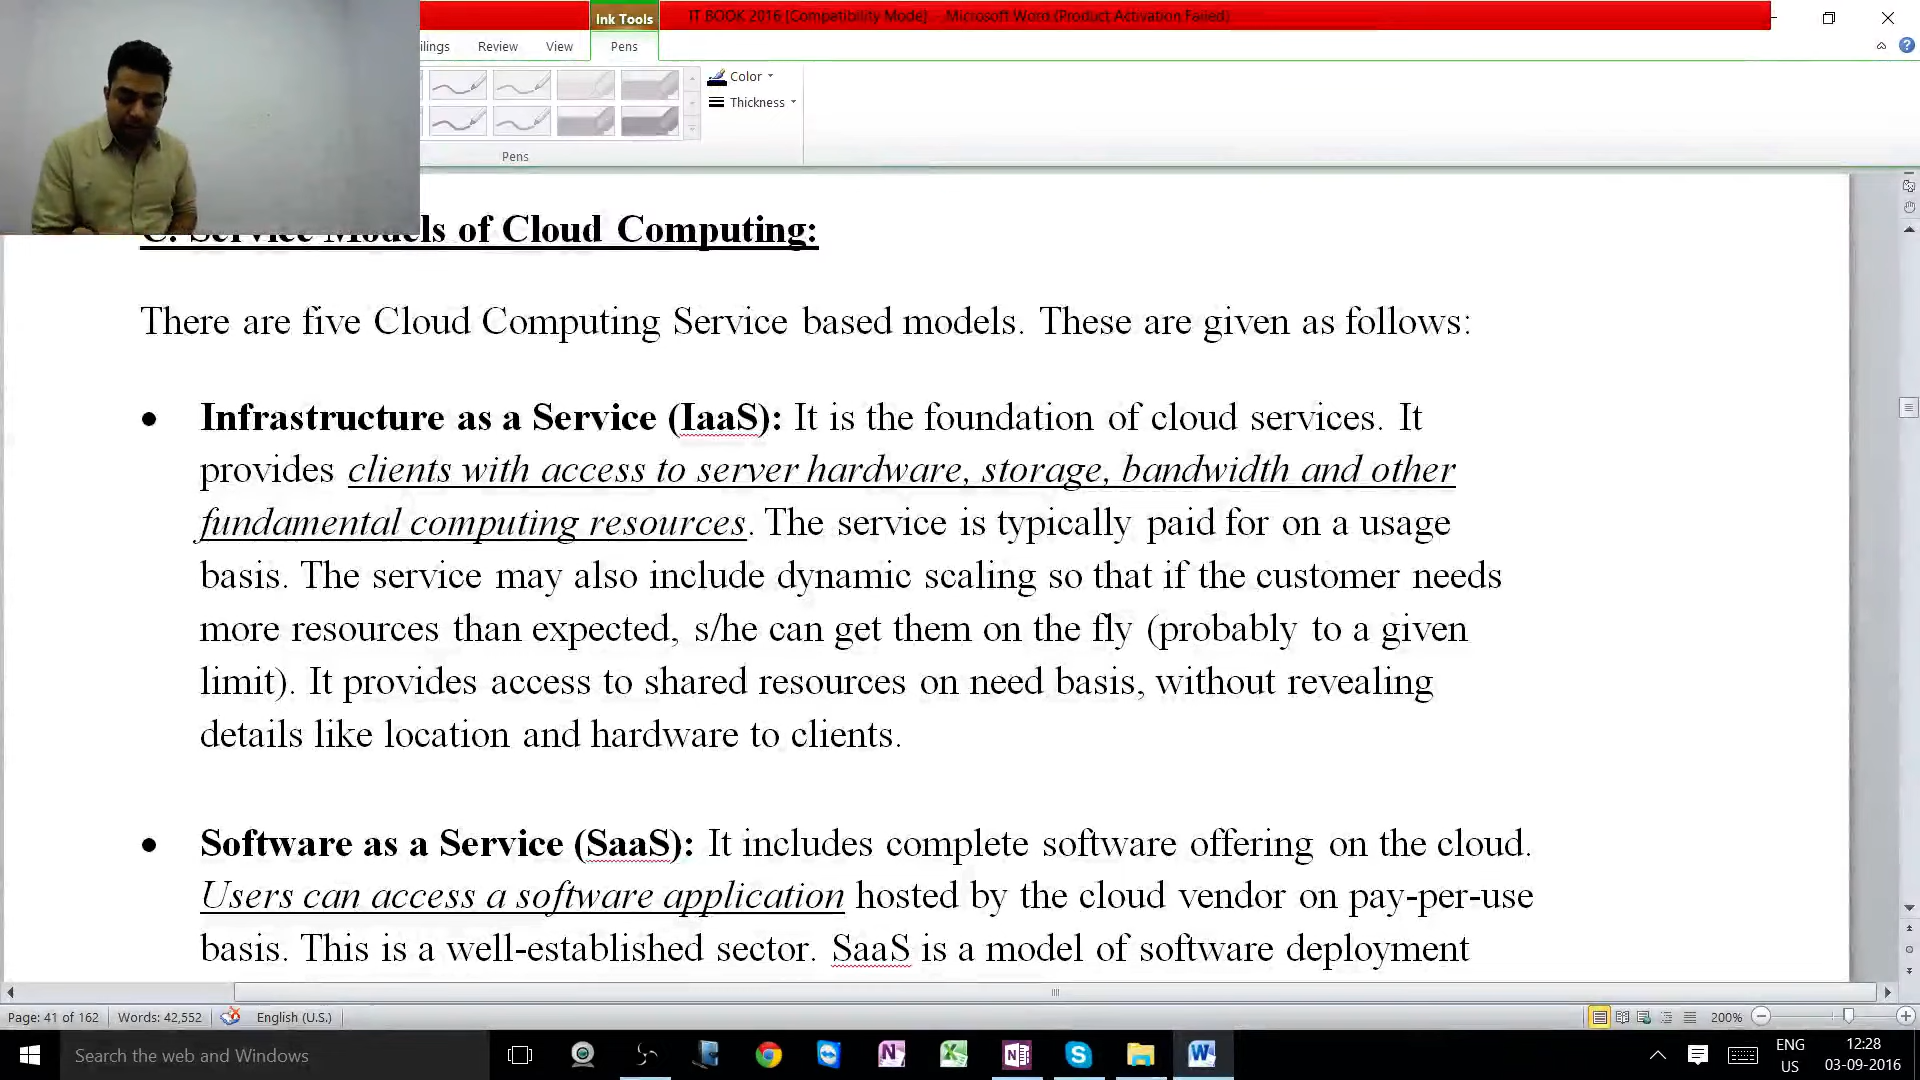 Ink Tools
IT BOOK 2016 [Compatibility Mode] - Microsoft Word (Product Activation Failed)
ilings Review View Pens
Color
Thickness
Pens
C. Service Models of Cloud Computing:
There are five Cloud Computing Service based models. These are given as follows:
• Infrastructure as a Service (IaaS): It is the foundation of cloud services. It
provides clients with access to server hardware, storage, bandwidth and other
fundamental computing resources. The service is typically paid for on a usage
basis. The service may also include dynamic scaling so that if the customer needs
more resources than expected, s/he can get them on the fly (probably to a given
limit). It provides access to shared resources on need basis, without revealing
details like location and hardware to clients.
• Software as a Service (SaaS): It includes complete software offering on the cloud.
Users can access a software application hosted by the cloud vendor on pay-per-use
basis. This is a well-established sector. SaaS is a model of software deployment
Page: 41 of 162 Words: 42,552 English (U.S.) 200%
Search the web and Windows
ENG
US
12:28
03-09-2016